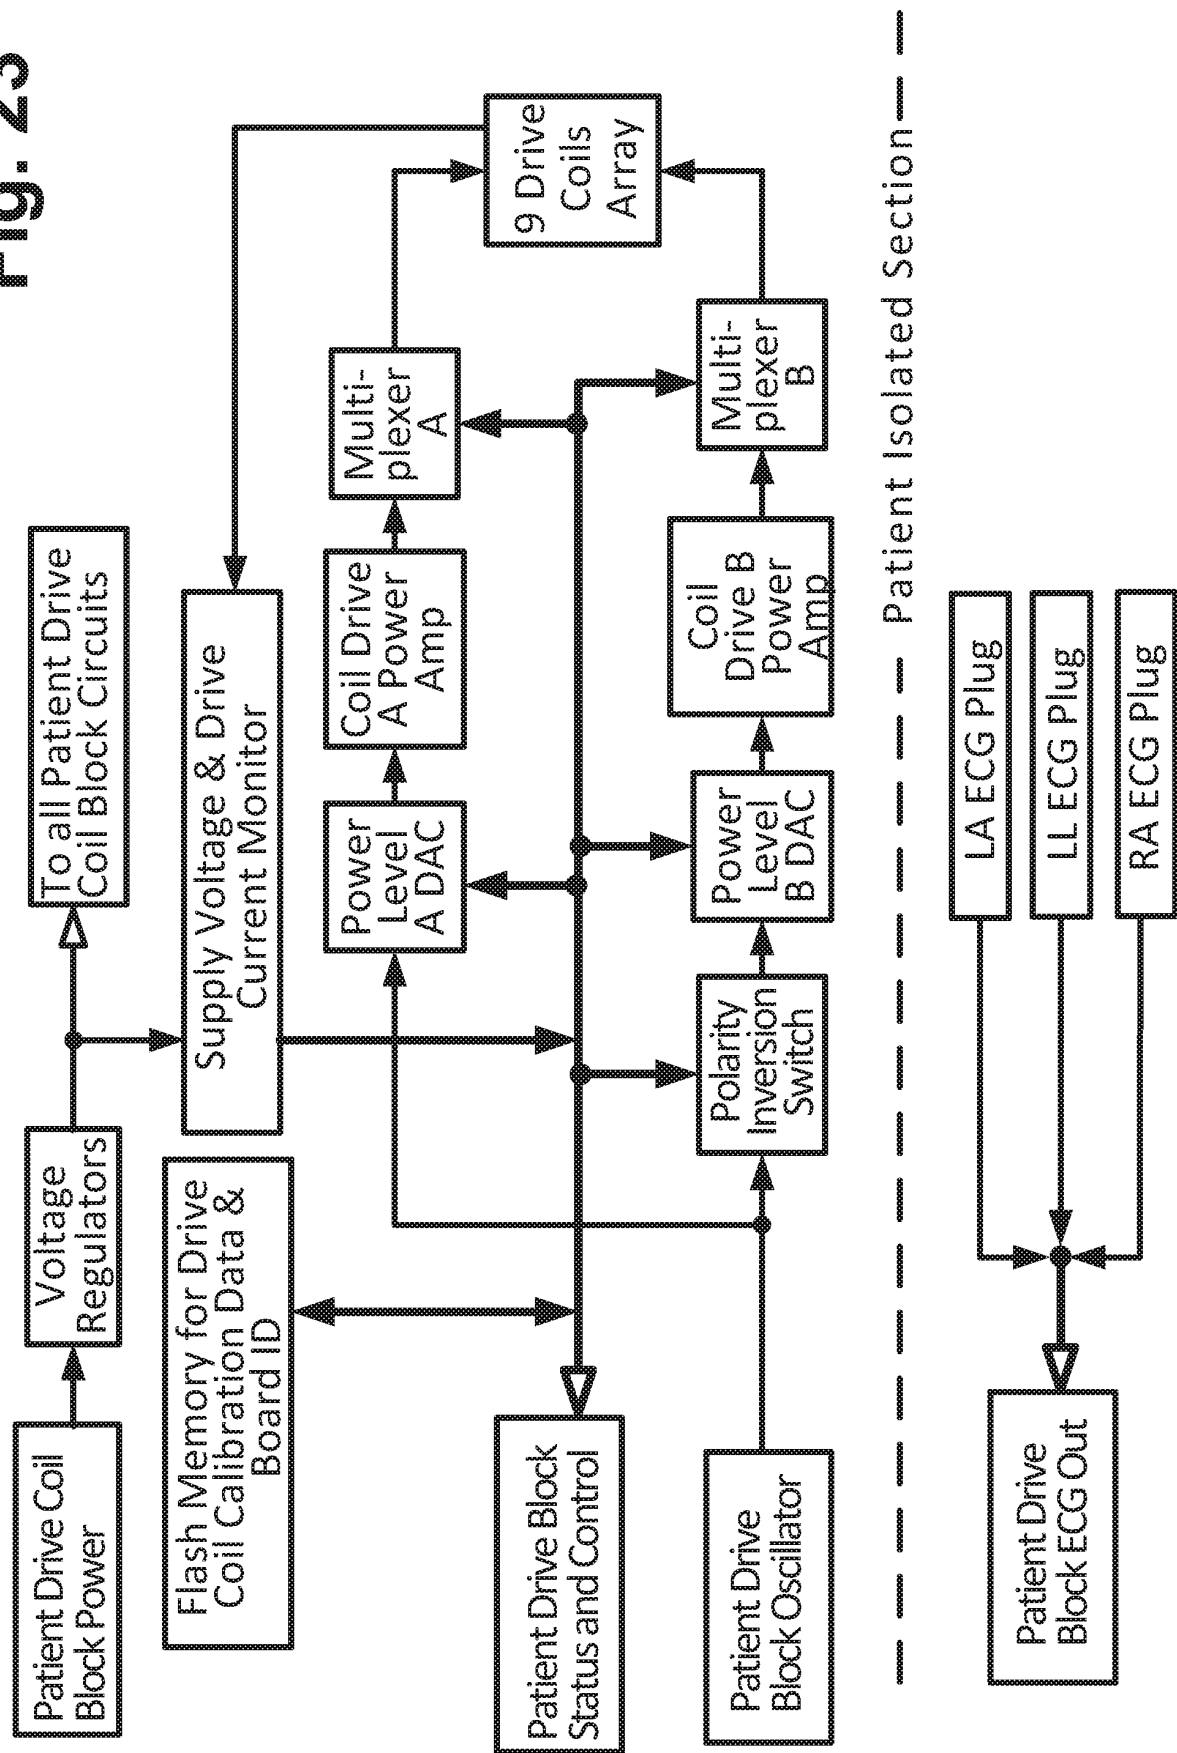 Fig. 23
Patient Drive Coil
Block Power
Voltage
Regulators
To all Patient Drive
Coil Block Circuits
Flash Memory for Drive
Coil Calibration Data &
Board ID
Supply Voltage & Drive
Current Monitor
Power
Level
A DAC
Coil Drive
A Power
Amp
Multi-
plexer
A
9 Drive
Coils
Array
Patient Drive Block
Status and Control
Patient Drive
Block Oscillator
Polarity
Inversion
Switch
Power
Level
B DAC
Coil
Drive B
Power
Amp
Multi-
plexer
B
Patient Isolated Section
Patient Drive
Block ECG Out
LA ECG Plug
LL ECG Plug
RA ECG Plug